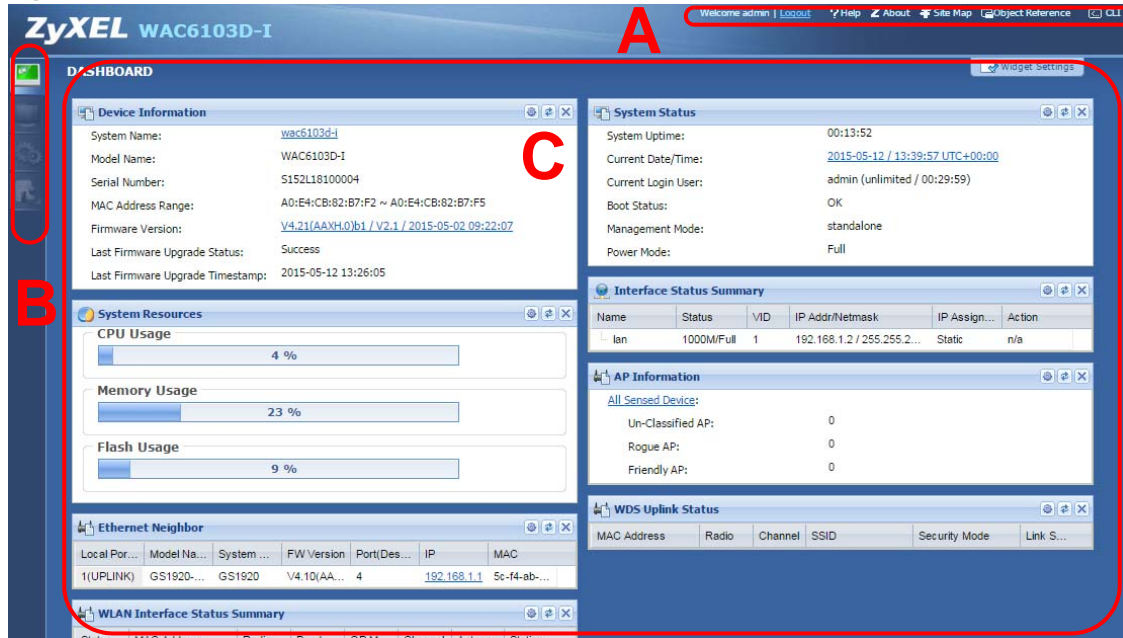 ZyXEL WAC6103D-I
Welcome admin | Logout ?Help Z About Site Map Object Reference CLI
A
DASHBOARD
Widget Settings
B
C
Device Information
System Name: wac6103d-i
Model Name: WAC6103D-I
Serial Number: S152L18100004
MAC Address Range: A0:E4:CB:82:B7:F2 ~ A0:E4:CB:82:B7:F5
Firmware Version: V4.21(AAXH.0)b1 / V2.1 / 2015-05-02 09:22:07
Last Firmware Upgrade Status: Success
Last Firmware Upgrade Timestamp: 2015-05-12 13:26:05
System Resources
CPU Usage
4 %
Memory Usage
23 %
Flash Usage
9 %
Ethernet Neighbor
Local Por... Model Na... System ... FW Version Port(Des... IP MAC
1(UPLINK) GS1920-... GS1920 V4.10(AA... 4 192.168.1.1 5c-f4-ab-...
WLAN Interface Status Summary
System Status
System Uptime: 00:13:52
Current Date/Time: 2015-05-12 / 13:39:57 UTC+00:00
Current Login User: admin (unlimited / 00:29:59)
Boot Status: OK
Management Mode: standalone
Power Mode: Full
Interface Status Summary
Name Status VID IP Addr/Netmask IP Assign... Action
lan 1000M/Full 1 192.168.1.2 / 255.255.2... Static n/a
AP Information
All Sensed Device:
Un-Classified AP: 0
Rogue AP: 0
Friendly AP: 0
WDS Uplink Status
MAC Address Radio Channel SSID Security Mode Link S...